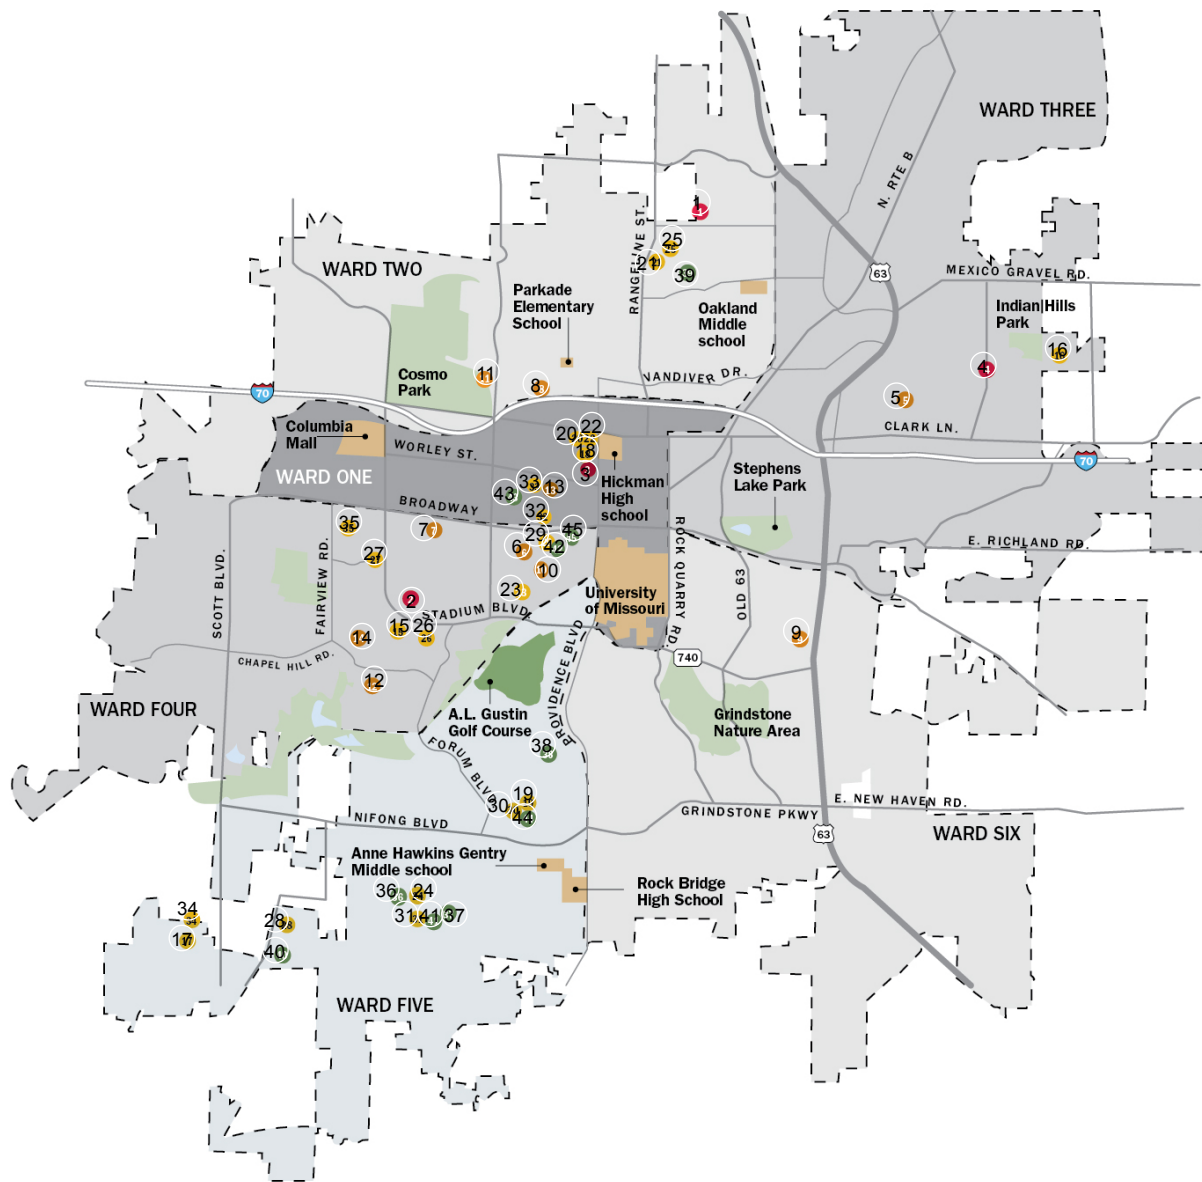 WARD THREE
N. RTE B
1
RANGELINE ST.
25
21
39
63
MEXICO GRAVEL RD.
WARD TWO
Parkade
Elementary
School
Oakland
Middle
school
Indian Hills
Park
16
4
Cosmo
Park
11
8
VANDIVER DR.
5
70
CLARK LN.
Columbia
Mall
WORLEY ST.
20
22
18
3
70
WARD ONE
33
13
43
Hickman
High
school
Stephens
Lake Park
BROADWAY
32
35
7
29
45
6
42
27
10
E. RICHLAND RD.
SCOTT BLVD.
FAIRVIEW RD.
ROCK QUARRY RD.
OLD 63
2
23
University
of Missouri
STADIUM BLVD.
15
26
14
9
CHAPEL HILL RD.
PROVIDENCE BLVD
740
12
WARD FOUR
A.L. Gustin
Golf Course
Grindstone
Nature Area
FORUM BLVD
38
19
30
44
NIFONG BLVD
GRINDSTONE PKWY
E. NEW HAVEN RD.
63
WARD SIX
Anne Hawkins Gentry
Middle school
Rock Bridge
High School
36
24
31
41
37
34
17
28
40
WARD FIVE